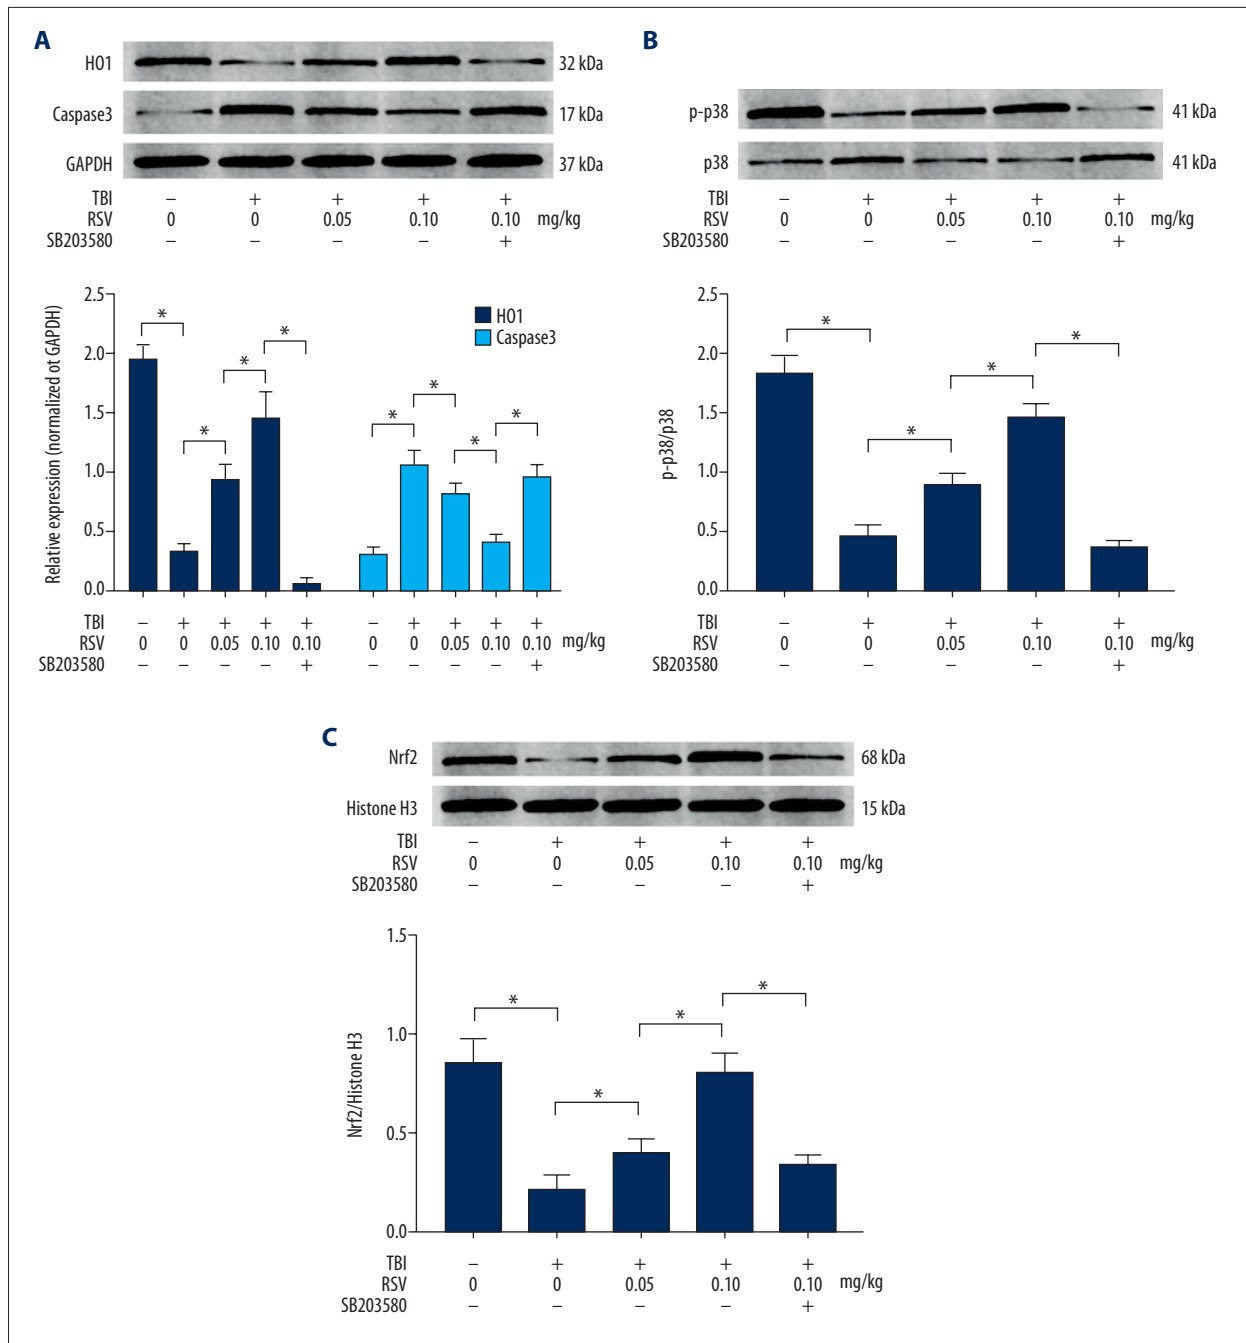 A
HO1 32 kDa
Caspase3 17 kDa
GAPDH 37 kDa
TBI – + + + +
RSV 0 0 0.05 0.10 0.10 mg/kg
SB203580 – – – – +
Relative expression (normalized ot GAPDH)
2.5
2.0
1.5
1.0
0.5
0.0
HO1
Caspase3
* * * * * * * *
TBI – + + + + – + + + +
RSV 0 0 0.05 0.10 0.10 0 0 0.05 0.10 0.10 mg/kg
SB203580 – – – – + – – – – +
B
p-p38 41 kDa
p38 41 kDa
TBI – + + + +
RSV 0 0 0.05 0.10 0.10 mg/kg
SB203580 – – – – +
p-p38/p38
2.5
2.0
1.5
1.0
0.5
0.0
* * * *
TBI – + + + +
RSV 0 0 0.05 0.10 0.10 mg/kg
SB203580 – – – – +
C
Nrf2 68 kDa
Histone H3 15 kDa
TBI – + + + +
RSV 0 0 0.05 0.10 0.10 mg/kg
SB203580 – – – – +
Nrf2/Histone H3
1.5
1.0
0.5
0.0
* * * *
TBI – + + + +
RSV 0 0 0.05 0.10 0.10 mg/kg
SB203580 – – – – +